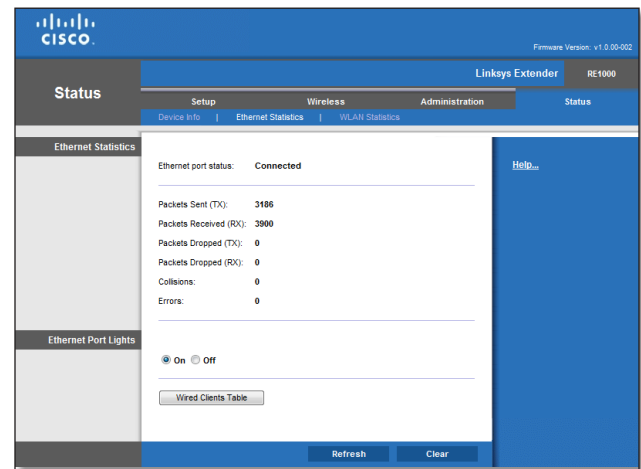 CISCO.
Firmware Version: v1.0.00-002
Linksys Extender RE1000
Status
Setup Wireless Administration Status
Device Info | Ethernet Statistics | WLAN Statistics
Ethernet Statistics
Ethernet port status: Connected
Help...
Packets Sent (TX): 3186
Packets Received (RX): 3900
Packets Dropped (TX): 0
Packets Dropped (RX): 0
Collisions: 0
Errors: 0
Ethernet Port Lights
On Off
Wired Clients Table
Refresh Clear